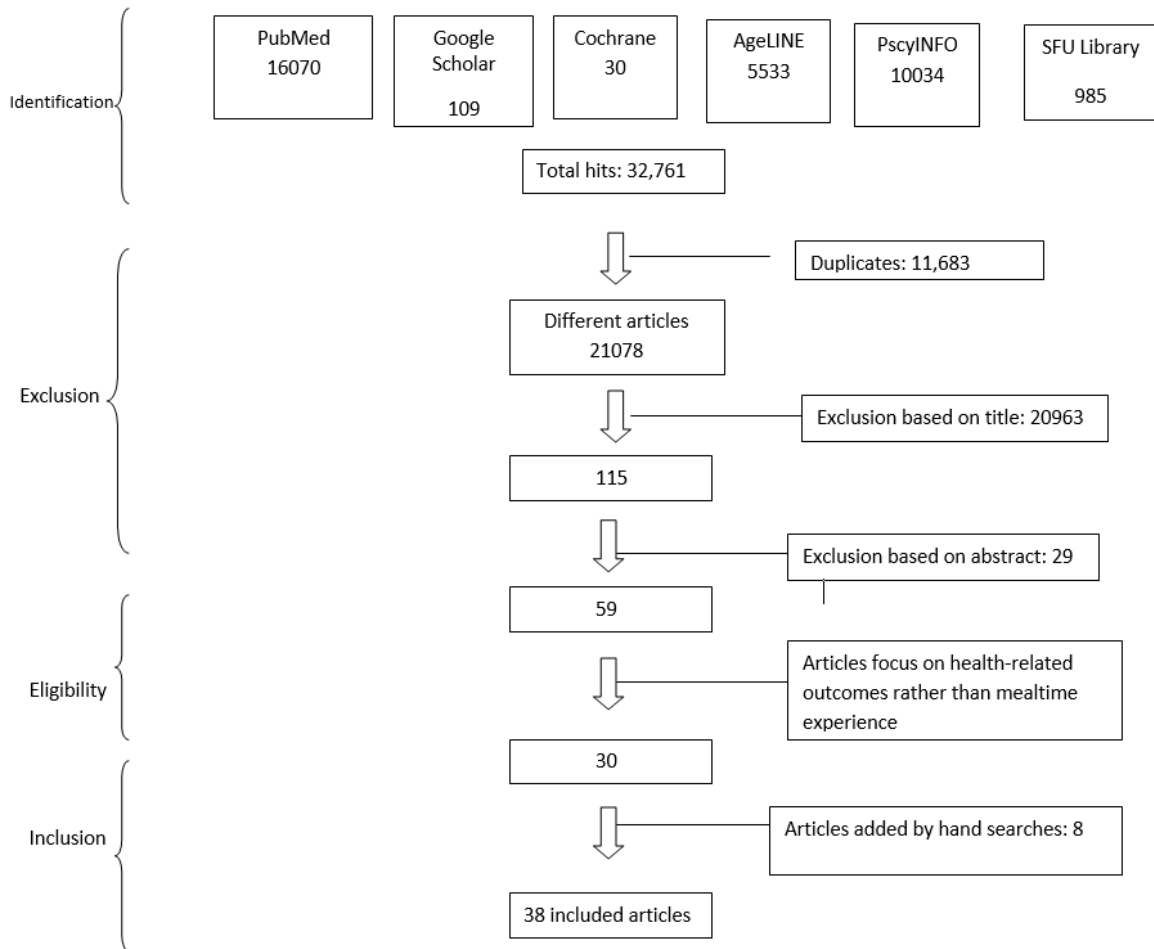 PubMed
16070
Google
Scholar
109
Cochrane
30
AgeLINE
5533
PscyINFO
10034
SFU Library
985
Identification
Total hits: 32,761
Duplicates: 11,683
Different articles
21078
Exclusion
Exclusion based on title: 20963
115
Exclusion based on abstract: 29
59
Eligibility
Articles focus on health-related
outcomes rather than mealtime
experience
30
Inclusion
Articles added by hand searches: 8
38 included articles